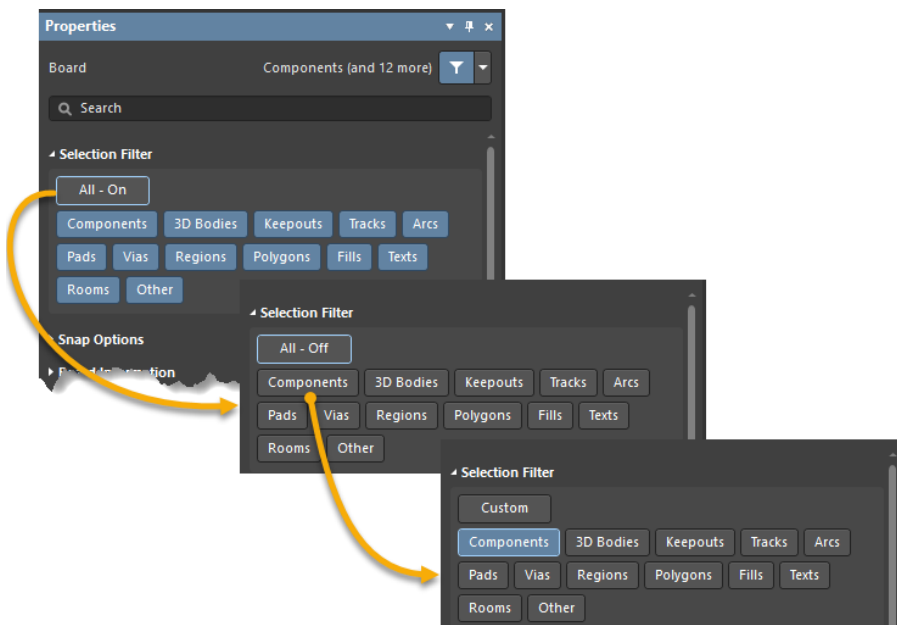 Properties
Board Components (and 12 more)
Search
Selection Filter
All - On
Components 3D Bodies Keepouts Tracks Arcs
Pads Vias Regions Polygons Fills Texts
Rooms Other
Snap Options
Selection Filter
All - Off
Components 3D Bodies Keepouts Tracks Arcs
Pads Vias Regions Polygons Fills Texts
Rooms Other
Selection Filter
Custom
Components 3D Bodies Keepouts Tracks Arcs
Pads Vias Regions Polygons Fills Texts
Rooms Other